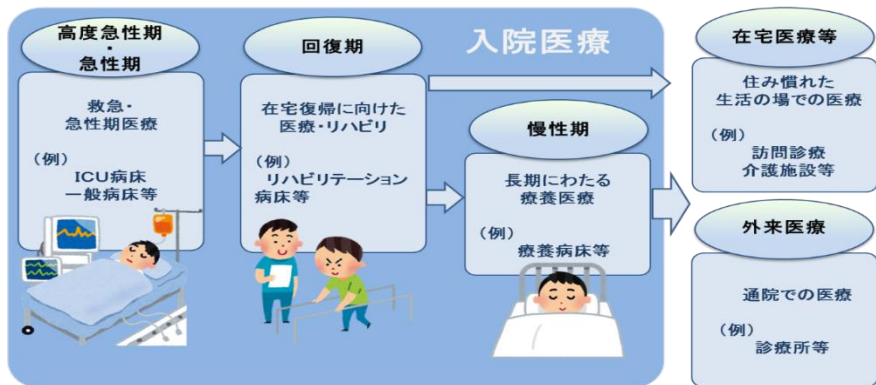 入院医療
高度急性期
・
急性期
救急・
急性期医療
（例）
ICU病床
一般病床等
回復期
在宅復帰に向けた
医療・リハビリ
（例）
リハビリテーション
病床等
慢性期
長期にわたる
療養医療
（例）
療養病床等
在宅医療等
住み慣れた
生活の場での医療
（例）
訪問診療
介護施設等
外来医療
通院での医療
（例）
診療所等